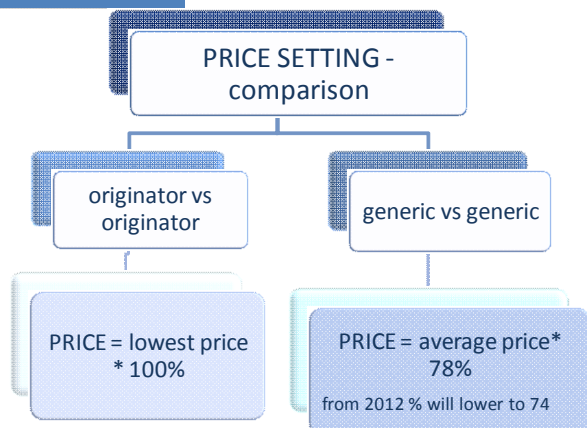 PRICE SETTING -
comparison
originator vs
originator
generic vs generic
PRICE = lowest price
* 100%
PRICE = average price*
78%
from 2012 % will lower to 74